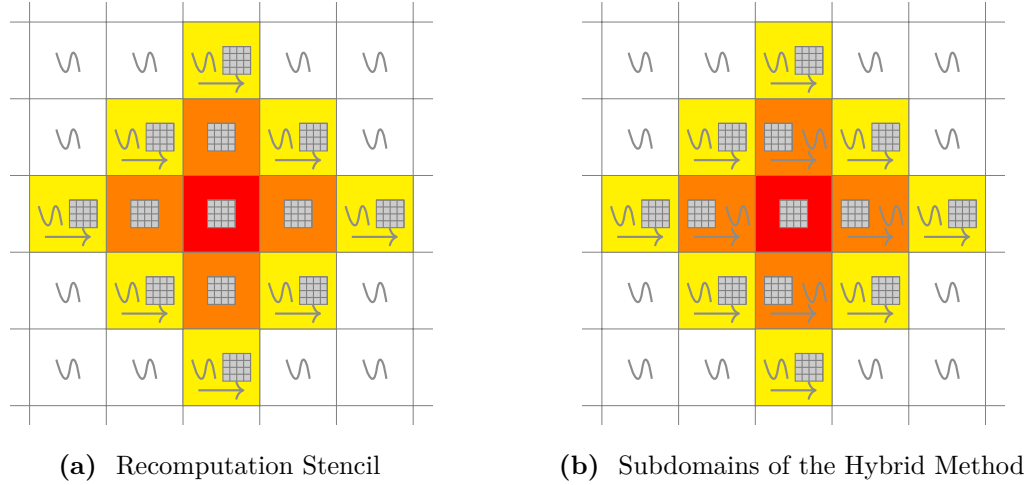 (a) Recomputation Stencil
(b) Subdomains of the Hybrid Method